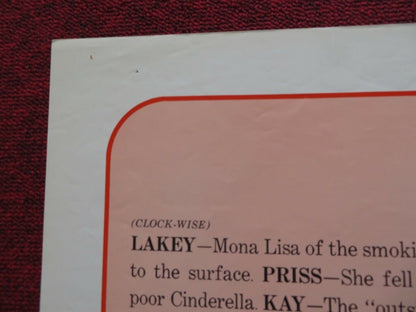 (CLOCK-WISE)
LAKEY—Mona Lisa of the smoki
to the surface. PRISS—She fell
poor Cinderella. KAY—The "outs